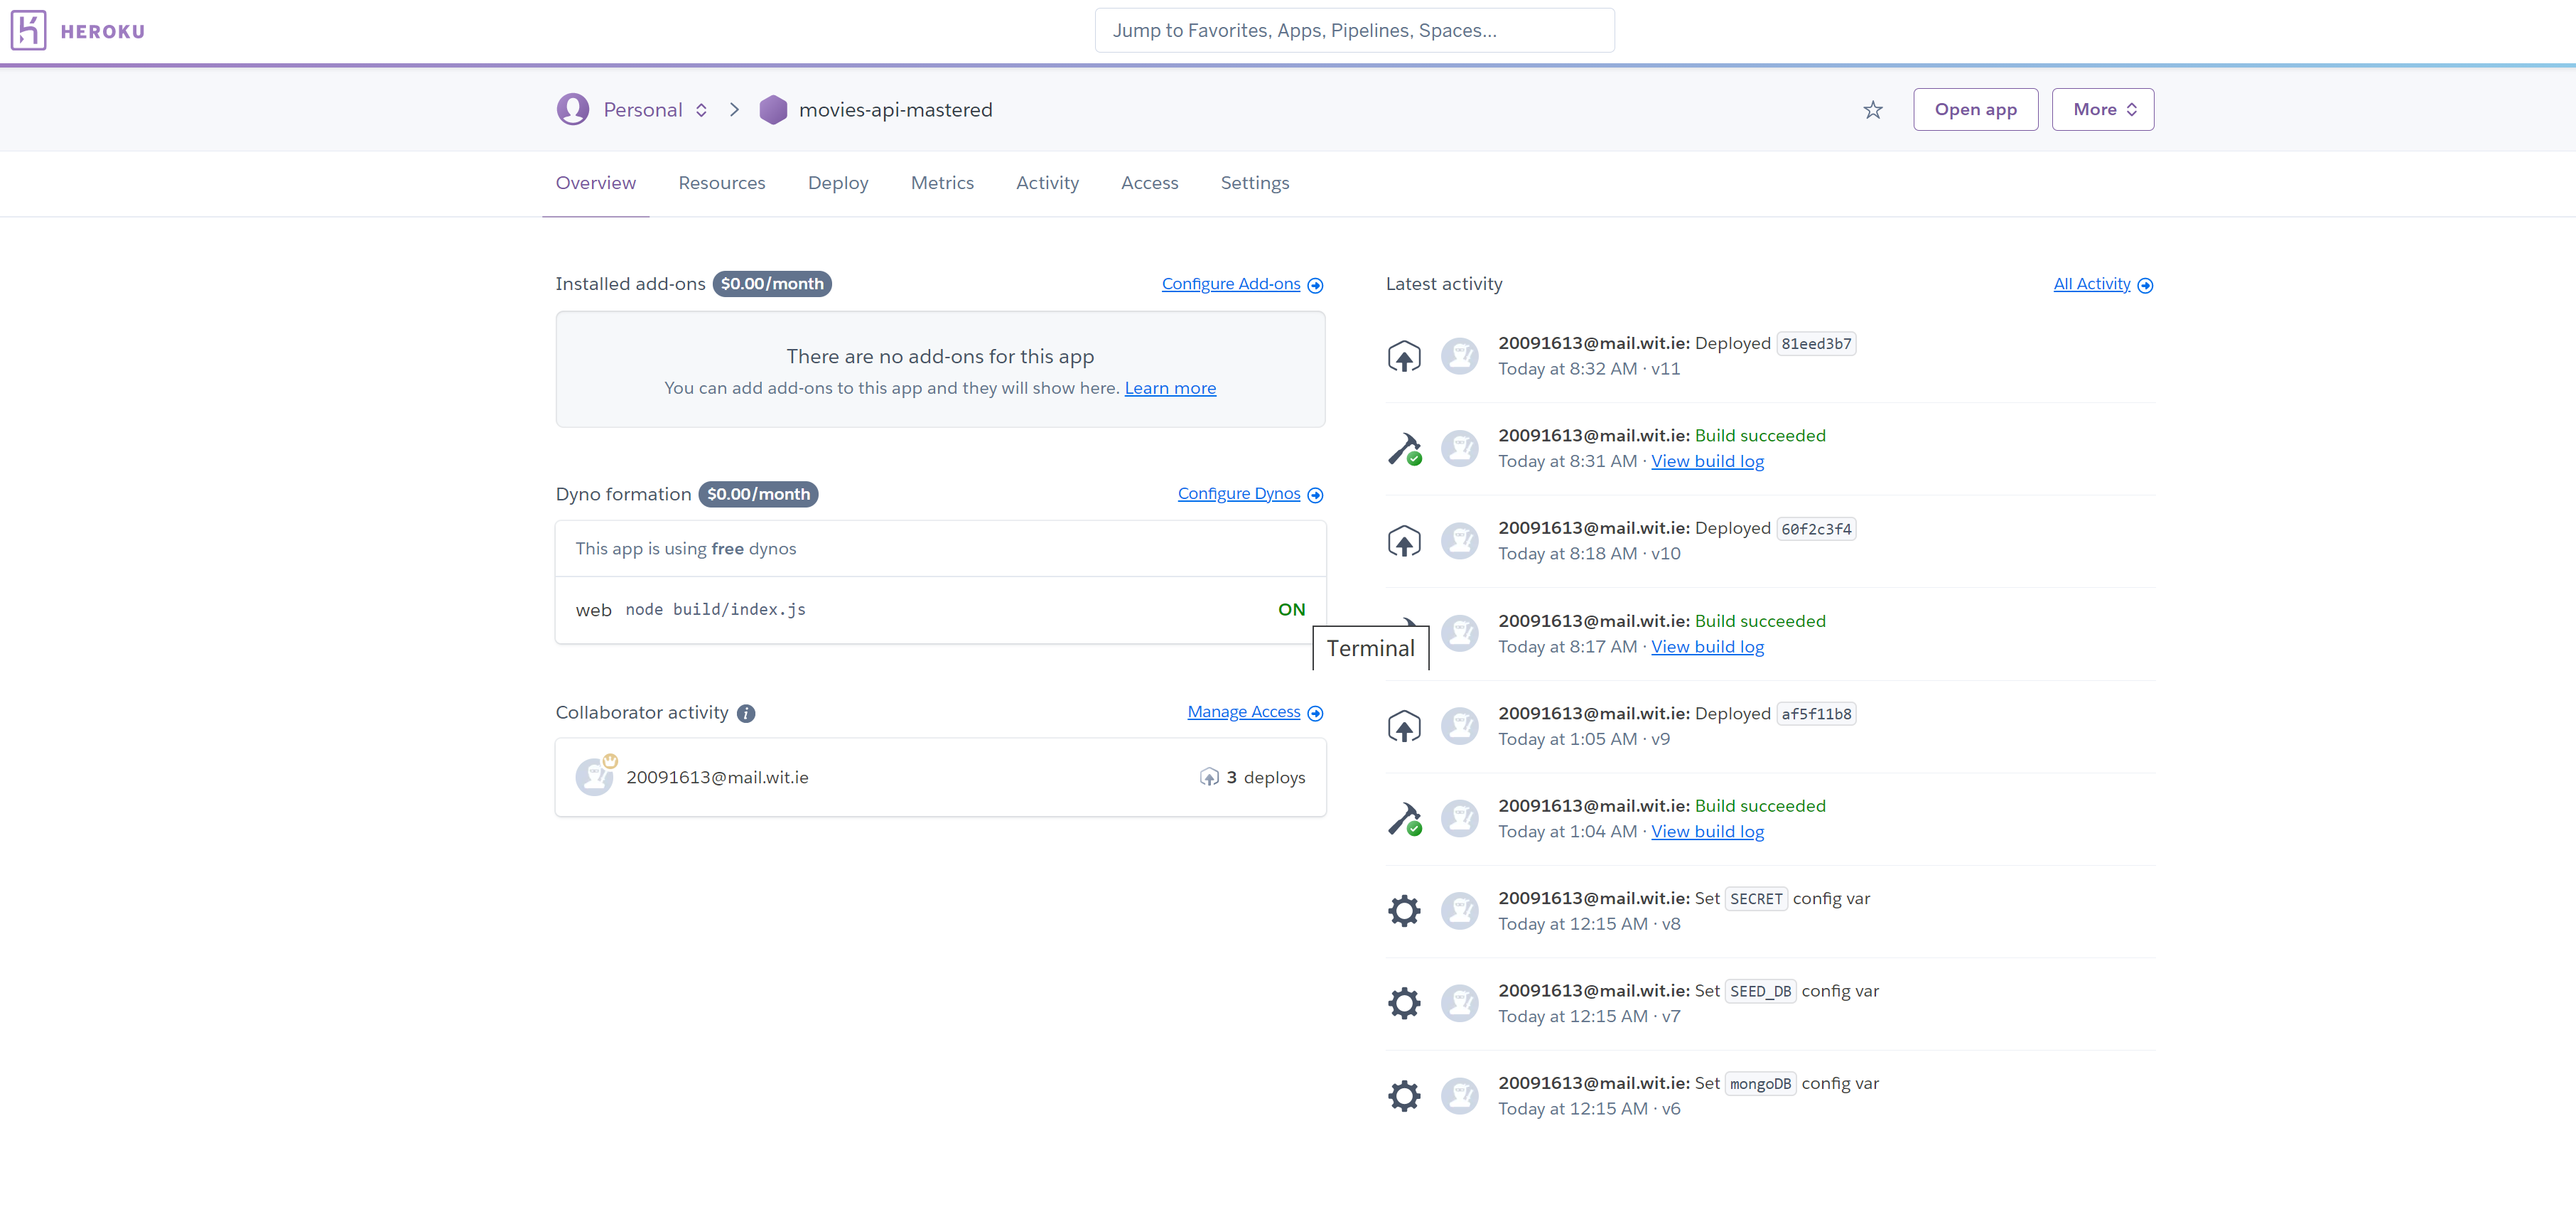 HEROKU
Jump to Favorites, Apps, Pipelines, Spaces...
Personal
movies-api-mastered
Open app
More
Overview
Resources
Deploy
Metrics
Activity
Access
Settings
Installed add-ons $0.00/month
Configure Add-ons
There are no add-ons for this app
You can add add-ons to this app and they will show here. Learn more
Dyno formation $0.00/month
Configure Dynos
This app is using free dynos
web node build/index.js
ON
Terminal
Collaborator activity
Manage Access
20091613@mail.wit.ie
3 deploys
Latest activity
All Activity
20091613@mail.wit.ie: Deployed 81eed3b7
Today at 8:32 AM · v11
20091613@mail.wit.ie: Build succeeded
Today at 8:31 AM · View build log
20091613@mail.wit.ie: Deployed 60f2c3f4
Today at 8:18 AM · v10
20091613@mail.wit.ie: Build succeeded
Today at 8:17 AM · View build log
20091613@mail.wit.ie: Deployed af5f11b8
Today at 1:05 AM · v9
20091613@mail.wit.ie: Build succeeded
Today at 1:04 AM · View build log
20091613@mail.wit.ie: Set SECRET config var
Today at 12:15 AM · v8
20091613@mail.wit.ie: Set SEED_DB config var
Today at 12:15 AM · v7
20091613@mail.wit.ie: Set mongoDB config var
Today at 12:15 AM · v6